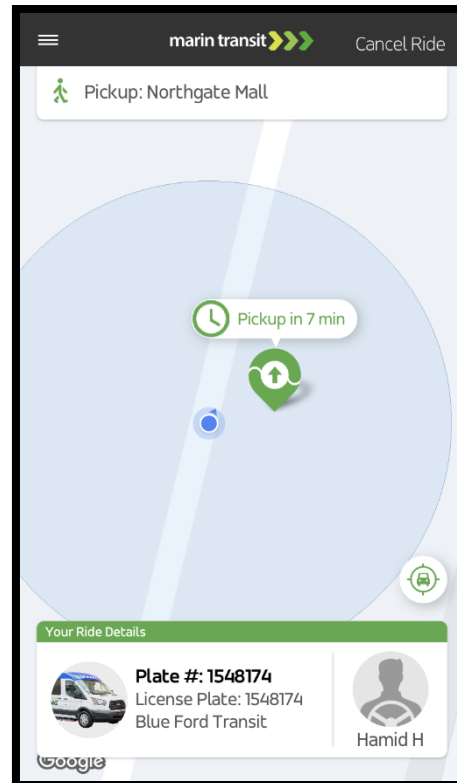 marin transit
Cancel Ride
Pickup: Northgate Mall
Pickup in 7 min
Your Ride Details
Plate #: 1548174
License Plate: 1548174
Blue Ford Transit
Hamid H
Google